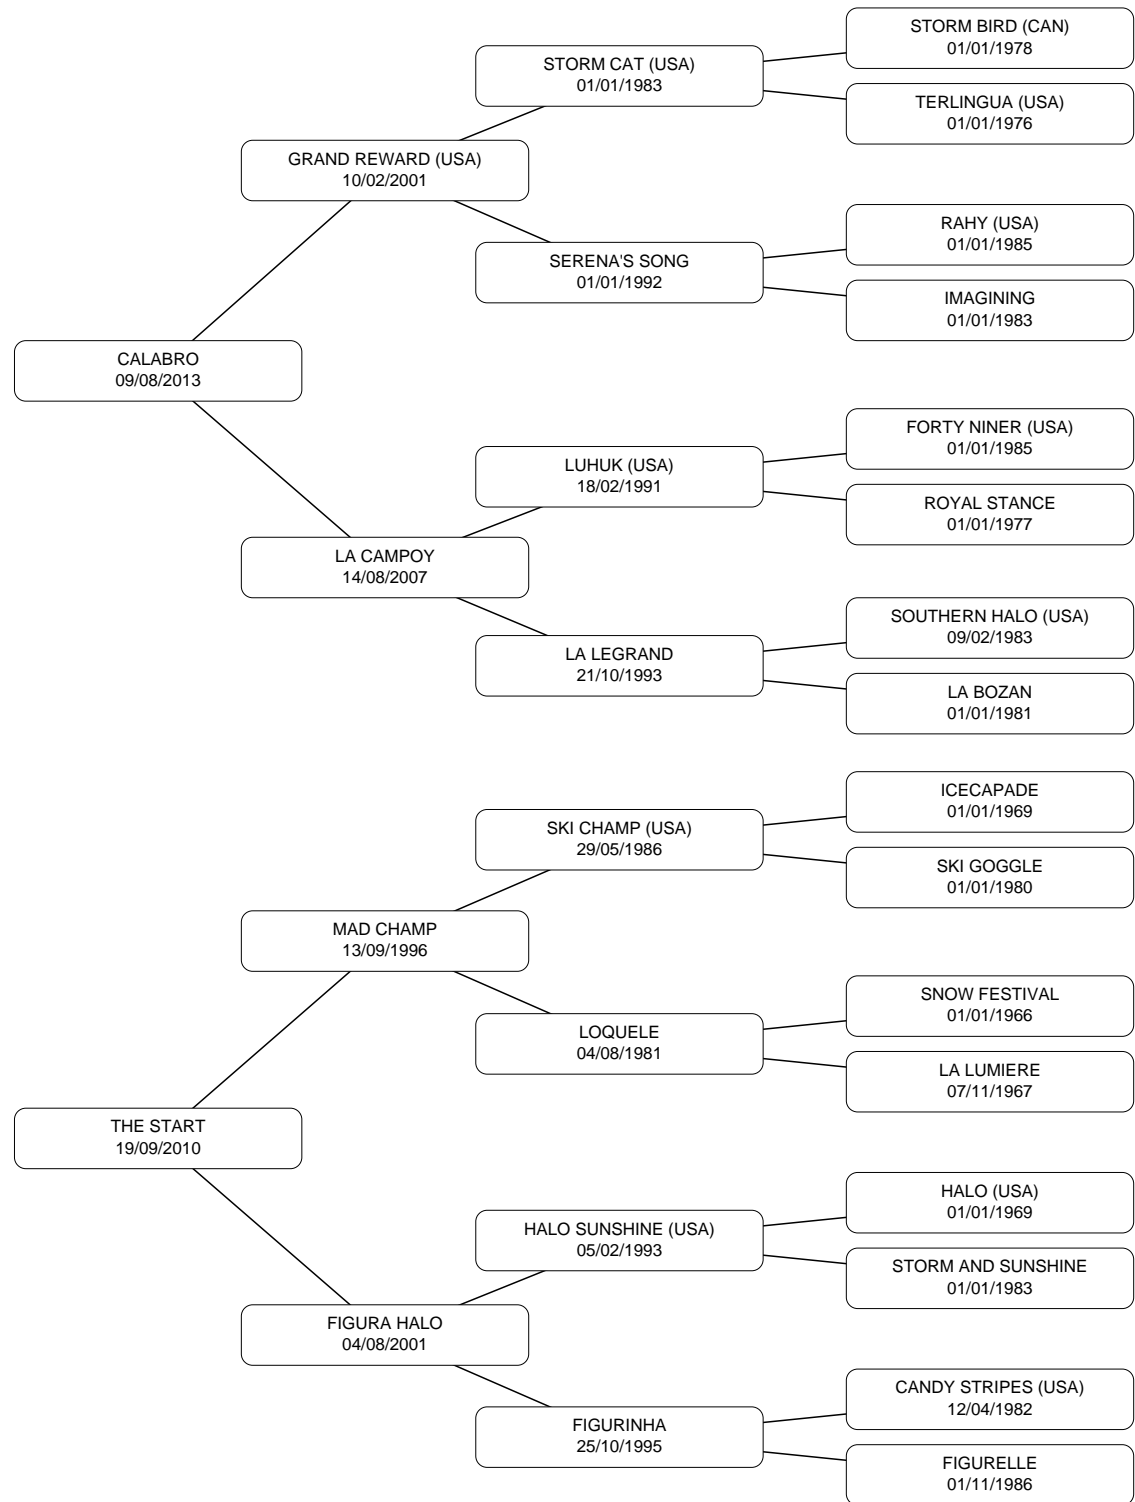 STORM BIRD (CAN)
01/01/1978
STORM CAT (USA)
01/01/1983
TERLINGUA (USA)
01/01/1976
GRAND REWARD (USA)
10/02/2001
RAHY (USA)
01/01/1985
SERENA'S SONG
01/01/1992
IMAGINING
01/01/1983
CALABRO
09/08/2013
FORTY NINER (USA)
01/01/1985
LUHUK (USA)
18/02/1991
ROYAL STANCE
01/01/1977
LA CAMPOY
14/08/2007
SOUTHERN HALO (USA)
09/02/1983
LA LEGRAND
21/10/1993
LA BOZAN
01/01/1981
ICECAPADE
01/01/1969
SKI CHAMP (USA)
29/05/1986
SKI GOGGLE
01/01/1980
MAD CHAMP
13/09/1996
SNOW FESTIVAL
01/01/1966
LOQUELE
04/08/1981
LA LUMIERE
07/11/1967
THE START
19/09/2010
HALO (USA)
01/01/1969
HALO SUNSHINE (USA)
05/02/1993
STORM AND SUNSHINE
01/01/1983
FIGURA HALO
04/08/2001
CANDY STRIPES (USA)
12/04/1982
FIGURINHA
25/10/1995
FIGURELLE
01/11/1986